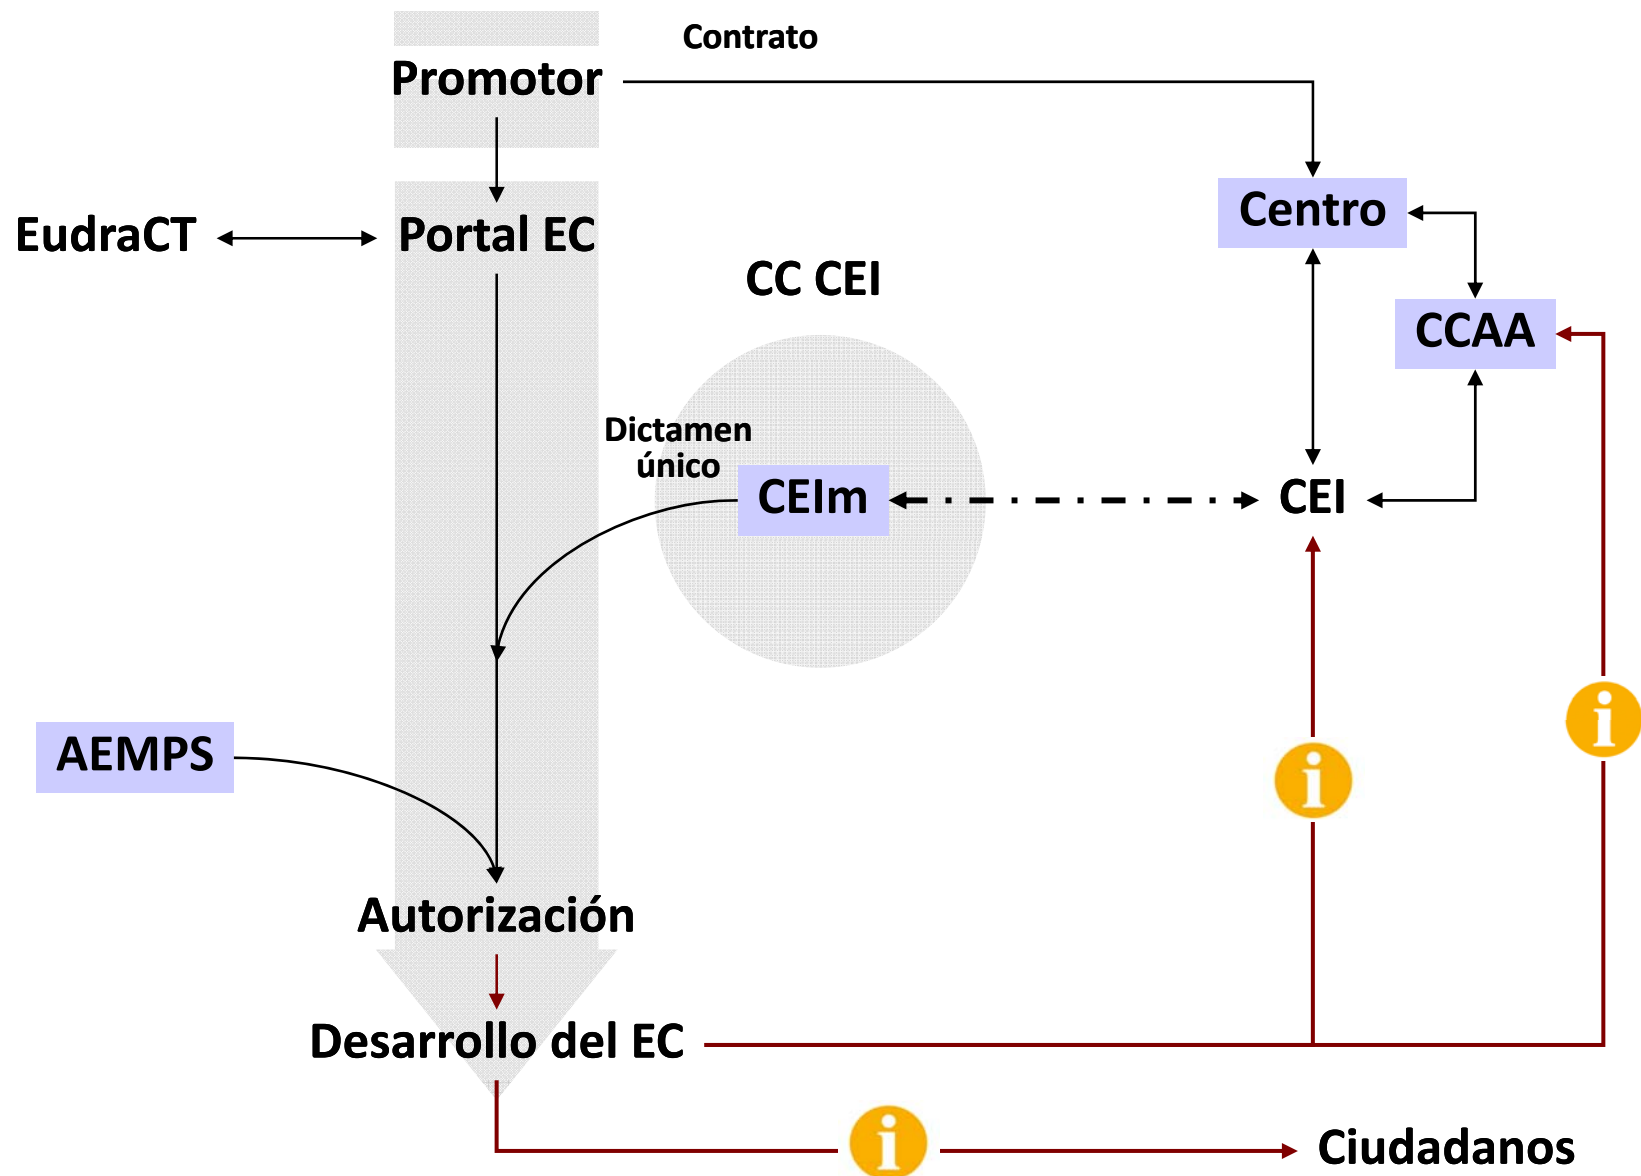 Contrato
Promotor
Centro
EudraCT
Portal EC
CC CEI
CCAA
Dictamen
único
CEIm
CEI
AEMPS
i
i
Autorización
Desarrollo del EC
i
Ciudadanos